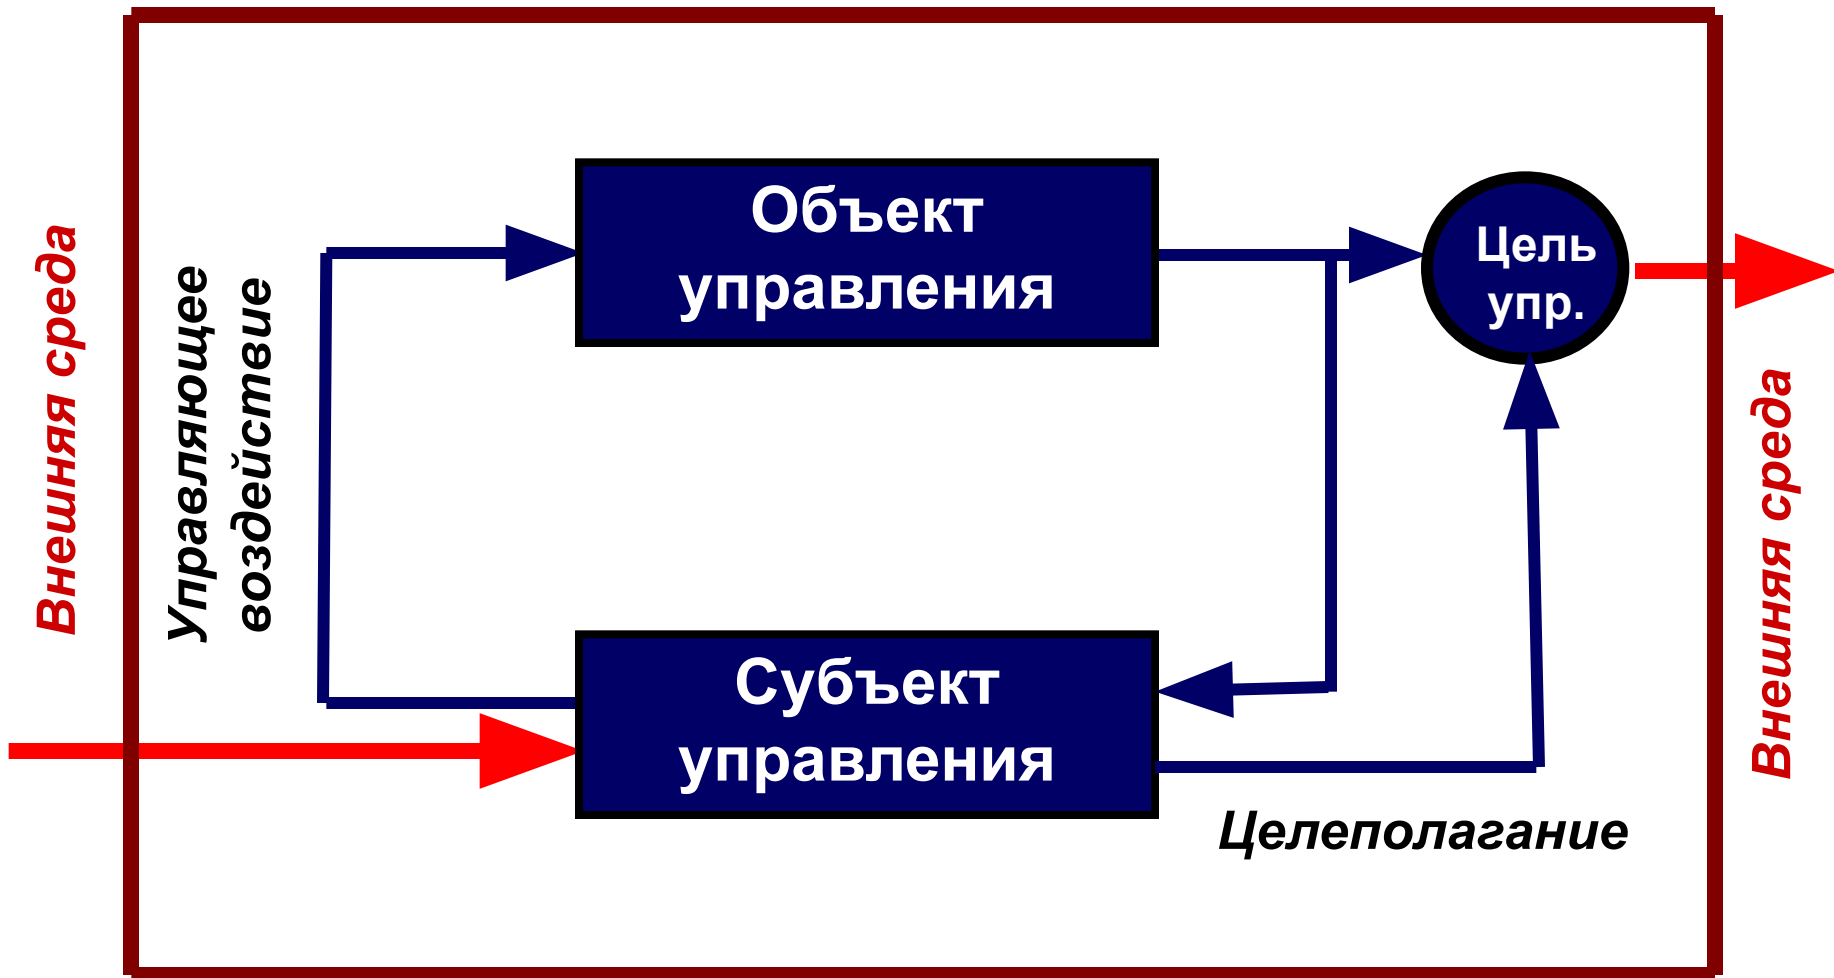 Внешняя среда
Управляющее
воздействие
Объект
управления
Цель
упр.
Субъект
управления
Целеполагание
Внешняя среда